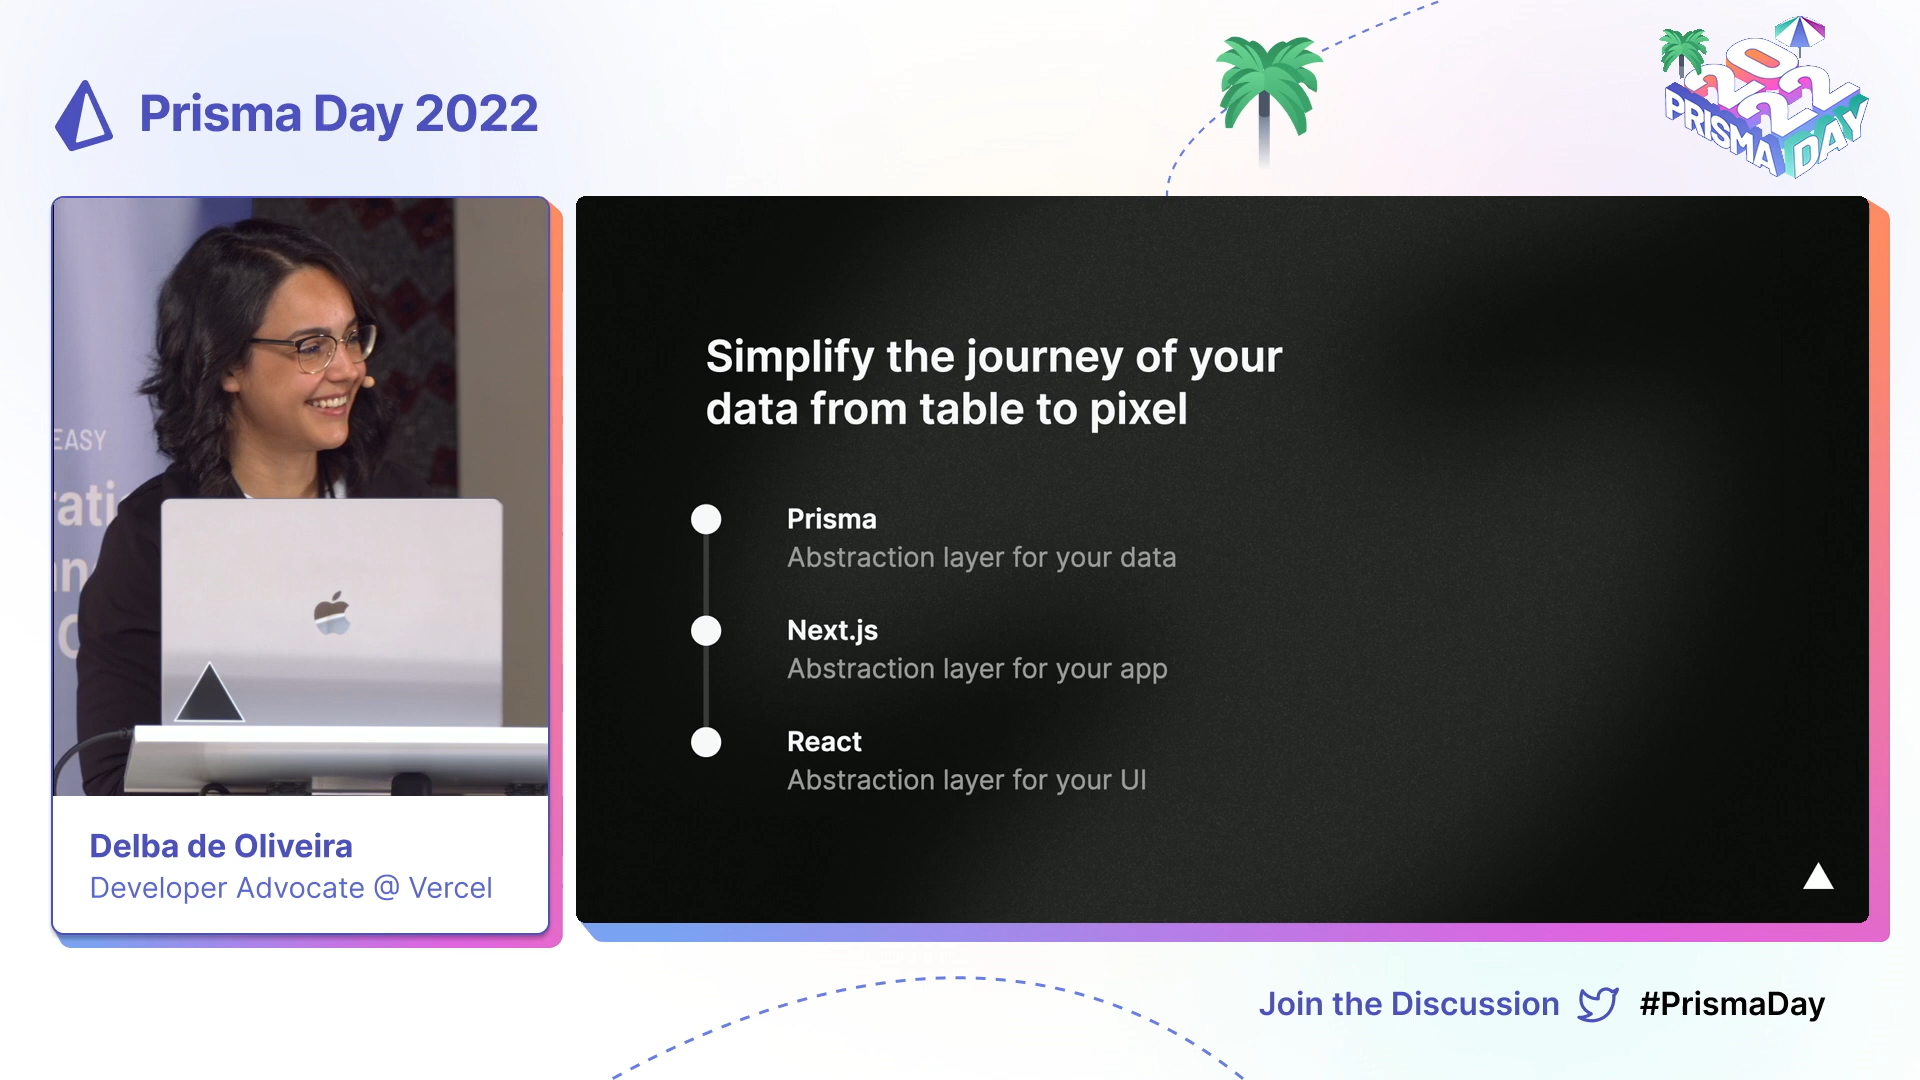 Prisma Day 2022
2022
PRISMA DAY
EASY
Delba de Oliveira
Developer Advocate @ Vercel
Simplify the journey of your
data from table to pixel
Prisma
Abstraction layer for your data
Next.js
Abstraction layer for your app
React
Abstraction layer for your UI
Join the Discussion #PrismaDay